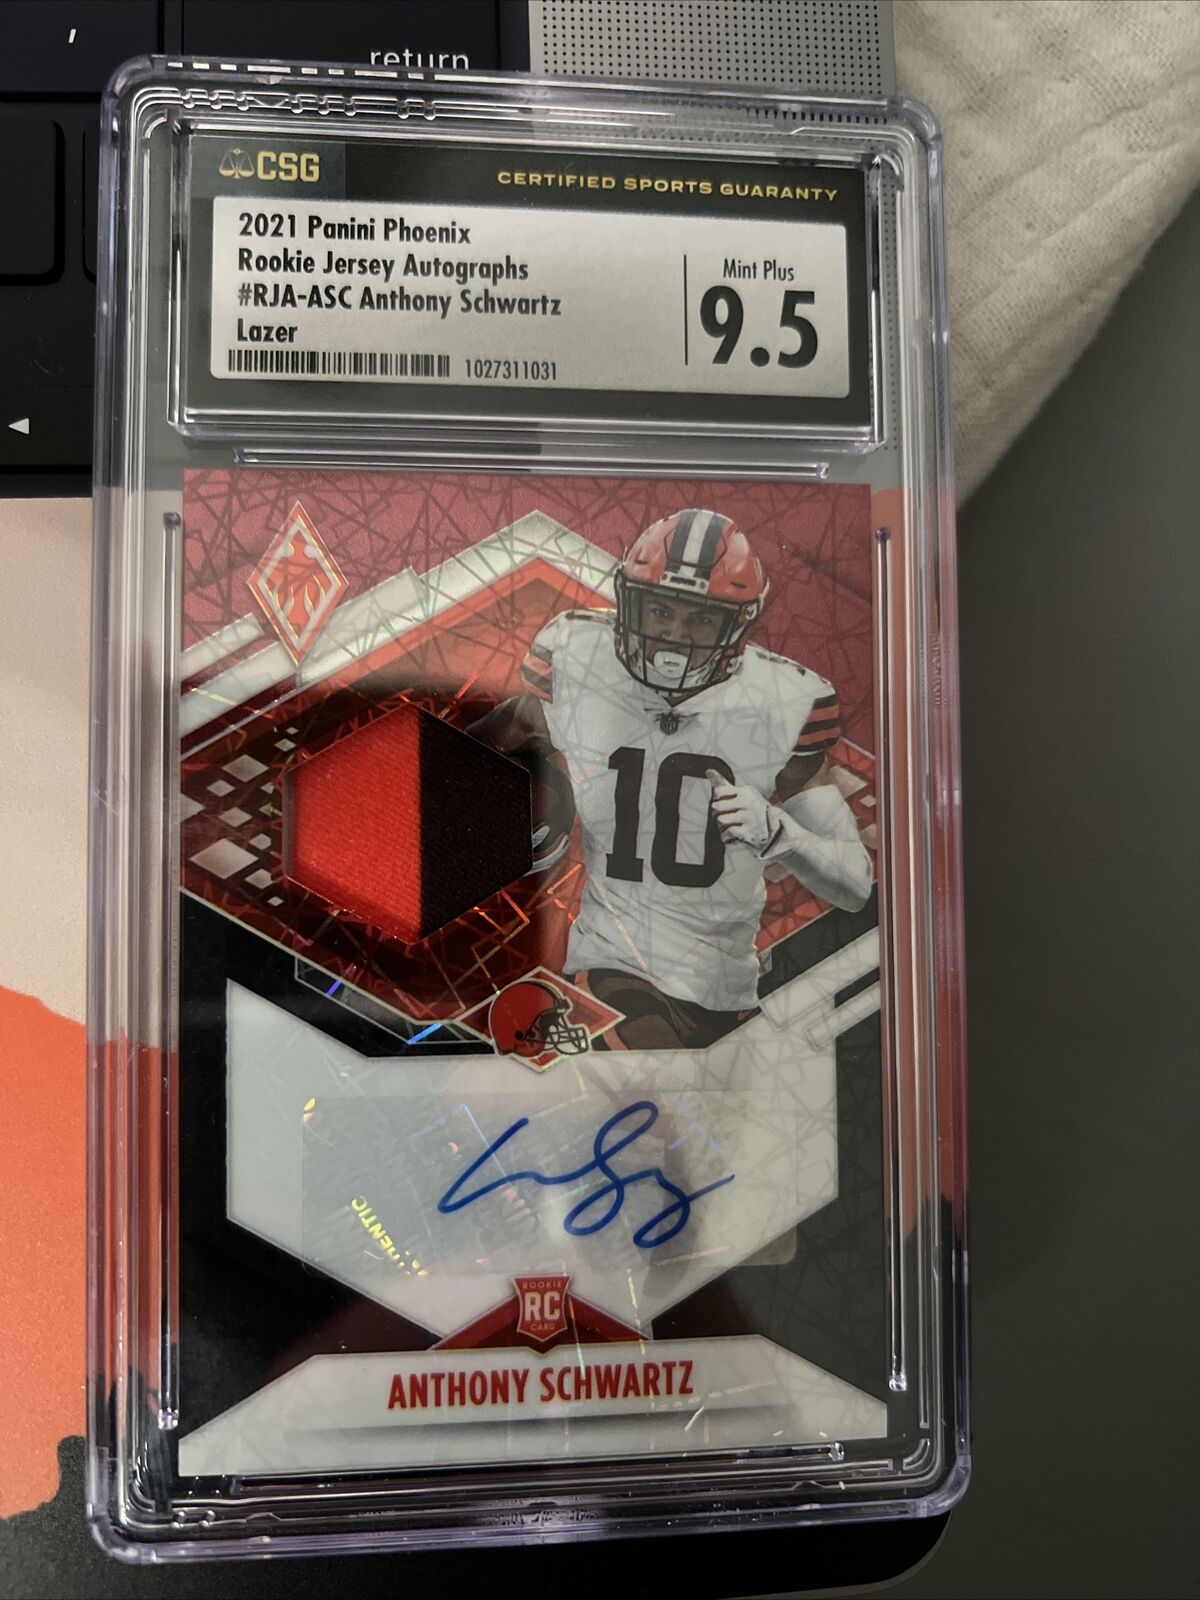 ,
return
CSG
CERTIFIED SPORTS GUARANTY
2021 Panini Phoenix
Rookie Jersey Autographs
#RJA-ASC Anthony Schwartz
Lazer
1027311031
Mint Plus
9.5
10
ROOKIE
RC
CARD
ANTHONY SCHWARTZ